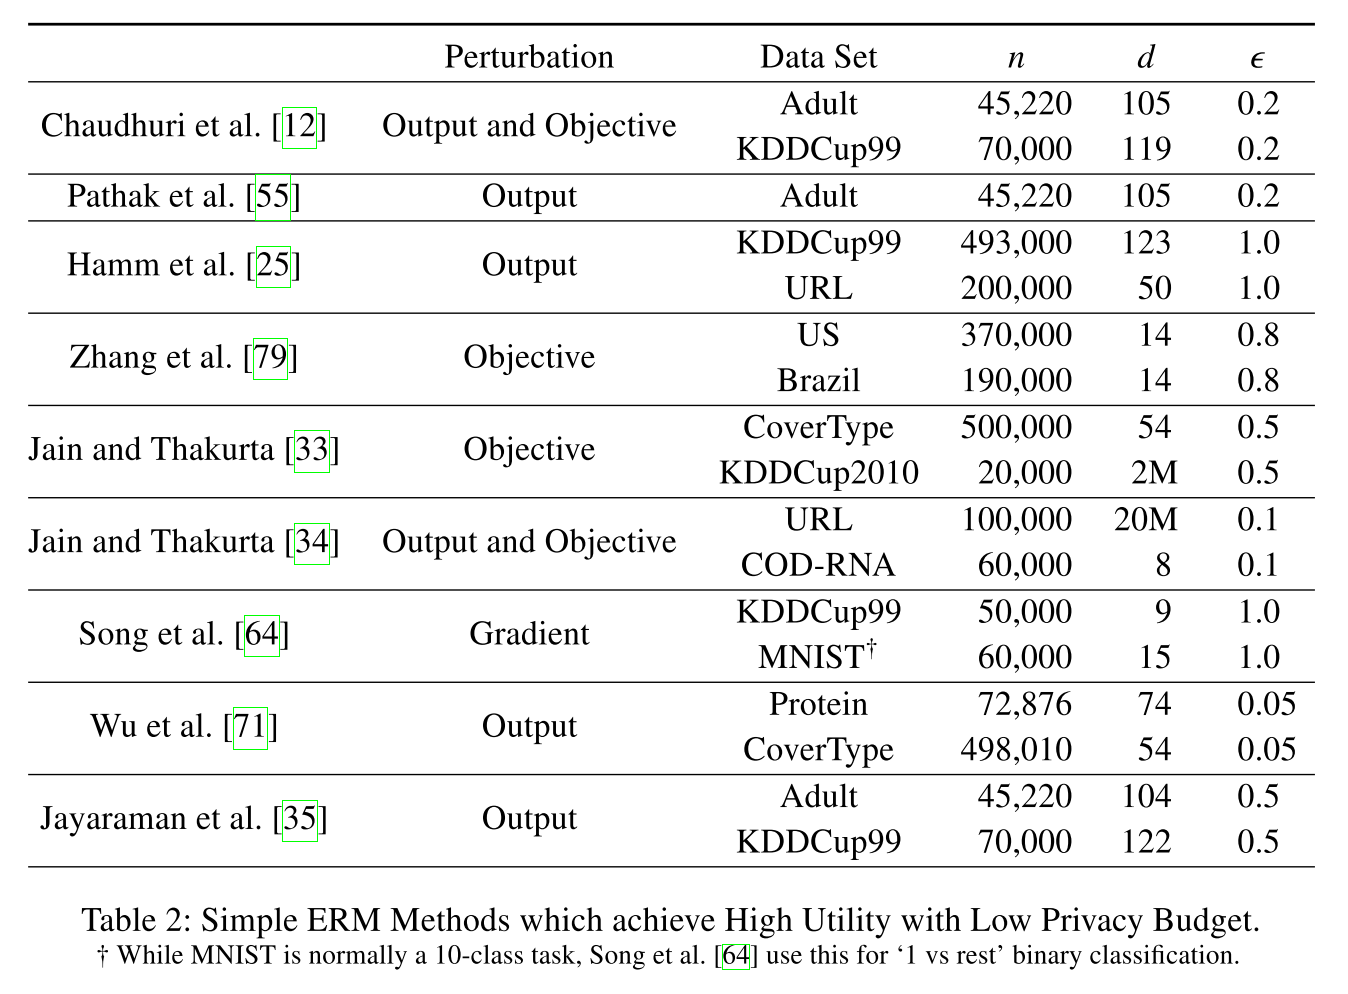 Perturbation Data Set n d ϵ
Chaudhuri et al. [12] Output and Objective Adult 45,220 105 0.2
KDDCup99 70,000 119 0.2
Pathak et al. [55] Output Adult 45,220 105 0.2
Hamm et al. [25] Output KDDCup99 493,000 123 1.0
URL 200,000 50 1.0
Zhang et al. [79] Objective US 370,000 14 0.8
Brazil 190,000 14 0.8
Jain and Thakurta [33] Objective CoverType 500,000 54 0.5
KDDCup2010 20,000 2M 0.5
Jain and Thakurta [34] Output and Objective URL 100,000 20M 0.1
COD-RNA 60,000 8 0.1
Song et al. [64] Gradient KDDCup99 50,000 9 1.0
MNIST† 60,000 15 1.0
Wu et al. [71] Output Protein 72,876 74 0.05
CoverType 498,010 54 0.05
Jayaraman et al. [35] Output Adult 45,220 104 0.5
KDDCup99 70,000 122 0.5
Table 2: Simple ERM Methods which achieve High Utility with Low Privacy Budget.
† While MNIST is normally a 10-class task, Song et al. [64] use this for ‘1 vs rest’ binary classification.